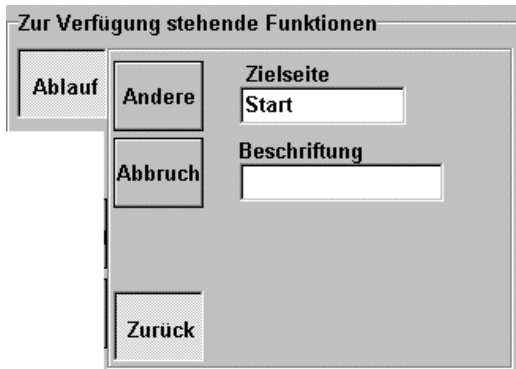 Zur Verfügung stehende Funktionen
Ablauf
Andere
Zielseite
Start
Abbruch
Beschriftung
Zurück